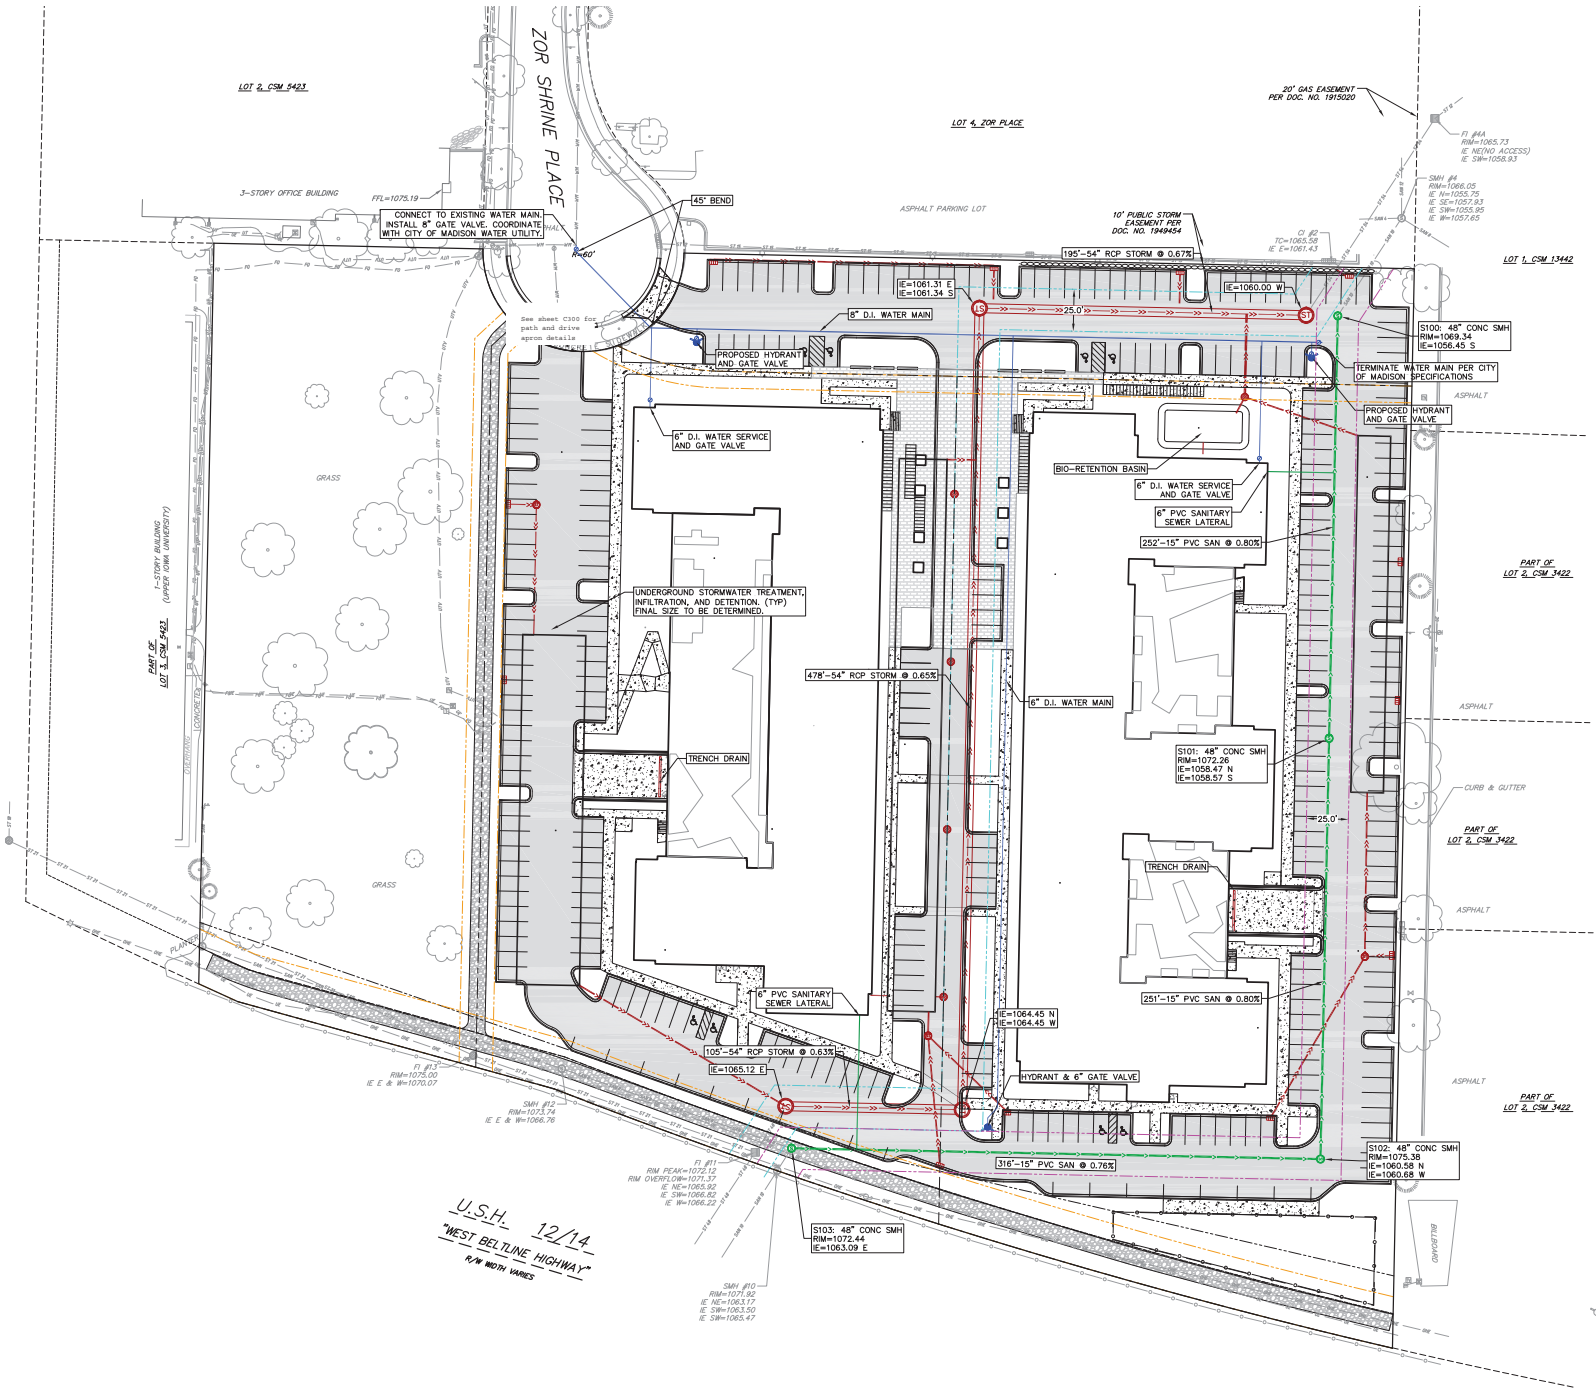 ZOR SHRINE PLACE
LOT 2, CSM 5423
20' GAS EASEMENT
PER DOC. NO. 1915020
LOT 4, ZOR PLACE
FI #4A
RIM=1065.73
IE NE(NO ACCESS)
IE SW=1058.93
SMH #4
RIM=1066.05
IE N=1055.75
IE SE=1057.93
IE SW=1055.95
IE W=1057.65
3-STORY OFFICE BUILDING
FFL=1075.19
45° BEND
ASPHALT PARKING LOT
CONNECT TO EXISTING WATER MAIN.
INSTALL 8" GATE VALVE. COORDINATE
WITH CITY OF MADISON WATER UTILITY.
10' PUBLIC STORM
EASEMENT PER
DOC. NO. 1949454
CI #2
TC=1065.58
IE E=1061.43
R=60'
195'-54" RCP STORM @ 0.67%
LOT 1, CSM 13442
IE=1061.31 E
IE=1061.34 S
IE=1060.00 W
ST
ST
25.0'
8" D.I. WATER MAIN
See sheet C300 for
path and drive
apron details
S100: 48" CONC SMH
RIM=1069.34
IE=1056.45 S
PROPOSED HYDRANT
AND GATE VALVE
TERMINATE WATER MAIN PER CITY
OF MADISON SPECIFICATIONS
ASPHALT
PROPOSED HYDRANT
AND GATE VALVE
6" D.I. WATER SERVICE
AND GATE VALVE
BIO-RETENTION BASIN
GRASS
6" D.I. WATER SERVICE
AND GATE VALVE
6" PVC SANITARY
SEWER LATERAL
252'-15" PVC SAN @ 0.80%
1-STORY BUILDING
(UPPER IOWA UNIVERSITY)
PART OF
LOT 2, CSM 3422
UNDERGROUND STORMWATER TREATMENT,
INFILTRATION, AND DETENTION. (TYP)
FINAL SIZE TO BE DETERMINED.
PART OF
LOT 3, CSM 5423
478'-54" RCP STORM @ 0.65%
CONCRETE
OVERHANG
6" D.I. WATER MAIN
ASPHALT
S101: 48" CONC SMH
RIM=1072.26
IE=1058.47 N
IE=1058.57 S
TRENCH DRAIN
CURB & GUTTER
25.0'
PART OF
LOT 2, CSM 3422
TRENCH DRAIN
GRASS
ASPHALT
PLANTER
6" PVC SANITARY
SEWER LATERAL
251'-15" PVC SAN @ 0.80%
IE=1064.45 N
IE=1064.45 W
105'-54" RCP STORM @ 0.63%
IE=1065.12 E
FI #13
RIM=1075.00
IE E & W=1070.07
HYDRANT & 6" GATE VALVE
ASPHALT
SMH #12
RIM=1073.74
IE E & W=1066.76
PART OF
LOT 2, CSM 3422
S102: 48" CONC SMH
RIM=1075.38
IE=1060.58 N
IE=1060.68 W
316'-15" PVC SAN @ 0.76%
FI #11
RIM PEAK=1072.12
RIM OVERFLOW=1071.37
IE NE=1065.92
IE SW=1066.82
IE W=1066.22
U.S.H. 12/14
"WEST BELTLINE HIGHWAY"
R/W WIDTH VARIES
S103: 48" CONC SMH
RIM=1072.44
IE=1063.09 E
BILLBOARD
SMH #10
RIM=1071.92
IE NE=1063.17
IE SW=1063.50
IE SW=1065.47